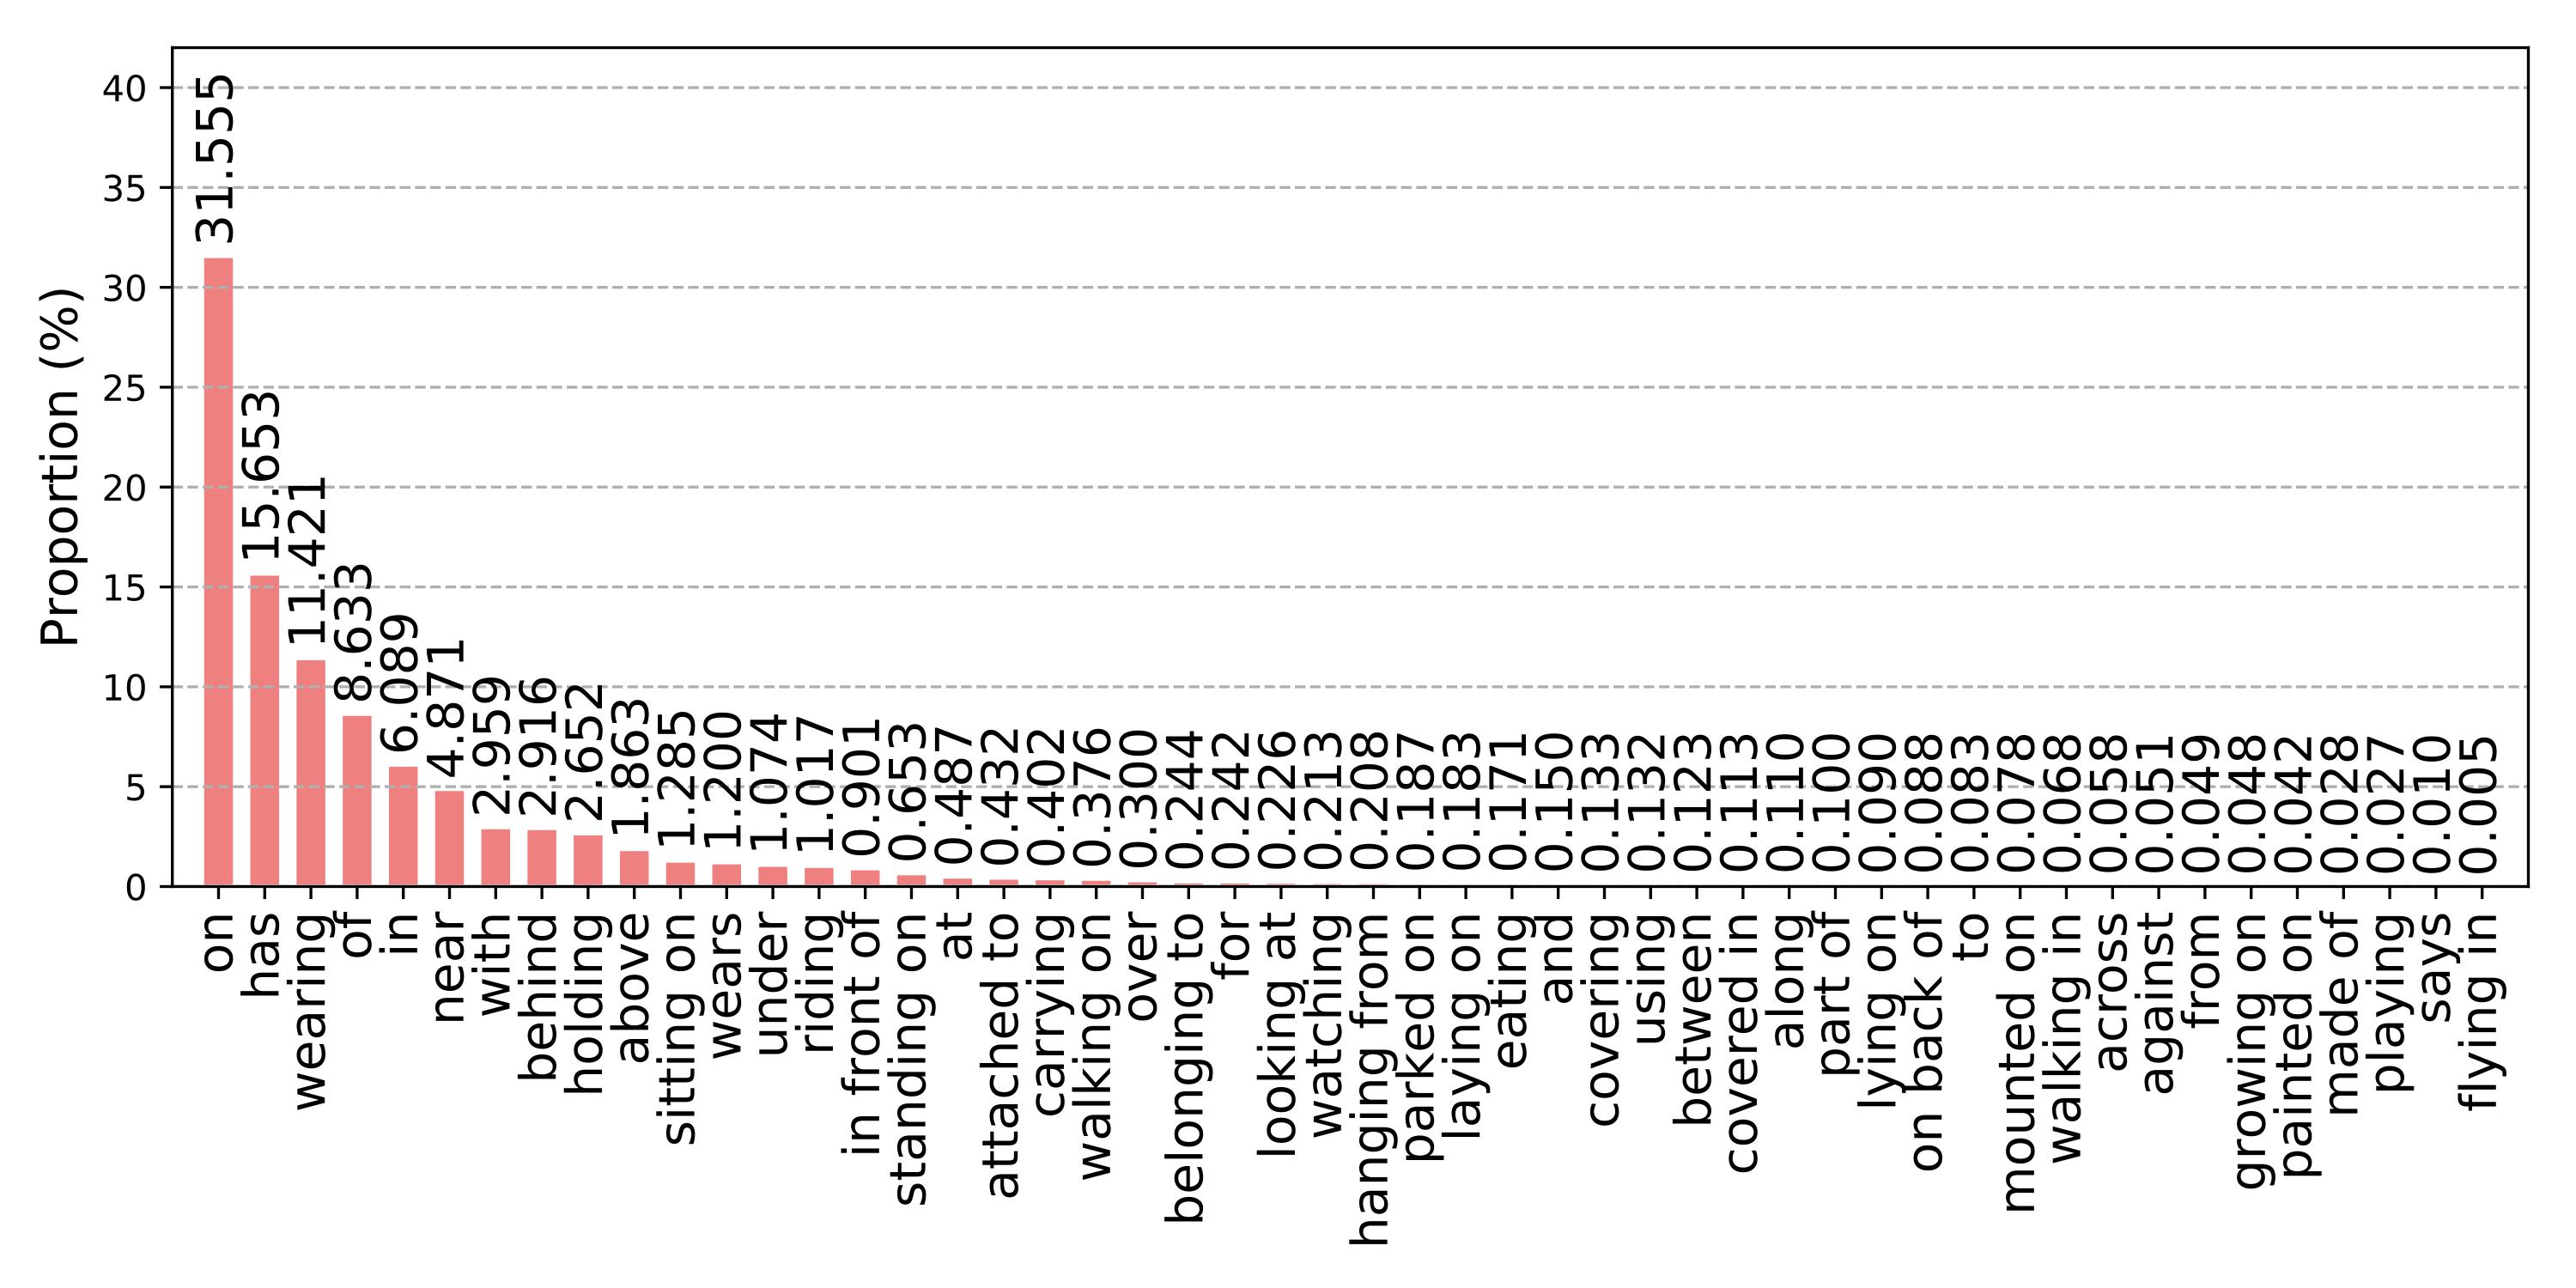 Proportion (%)
40
35
30
25
20
15
10
5
0
31.555
15.653
11.421
8.633
6.089
4.871
2.959
2.916
2.652
1.863
1.285
1.200
1.074
1.017
0.901
0.653
0.487
0.432
0.402
0.376
0.300
0.244
0.242
0.226
0.213
0.208
0.187
0.183
0.171
0.150
0.133
0.132
0.123
0.113
0.110
0.100
0.090
0.088
0.083
0.078
0.068
0.058
0.051
0.049
0.048
0.042
0.028
0.027
0.010
0.005
on
has
wearing
of
in
near
with
behind
holding
above
sitting on
wears
under
riding
in front of
standing on
at
attached to
carrying
walking on
over
belonging to
for
looking at
watching
hanging from
parked on
laying on
eating
and
covering
using
between
covered in
along
part of
lying on
on back of
to
mounted on
walking in
across
against
from
growing on
painted on
made of
playing
says
flying in